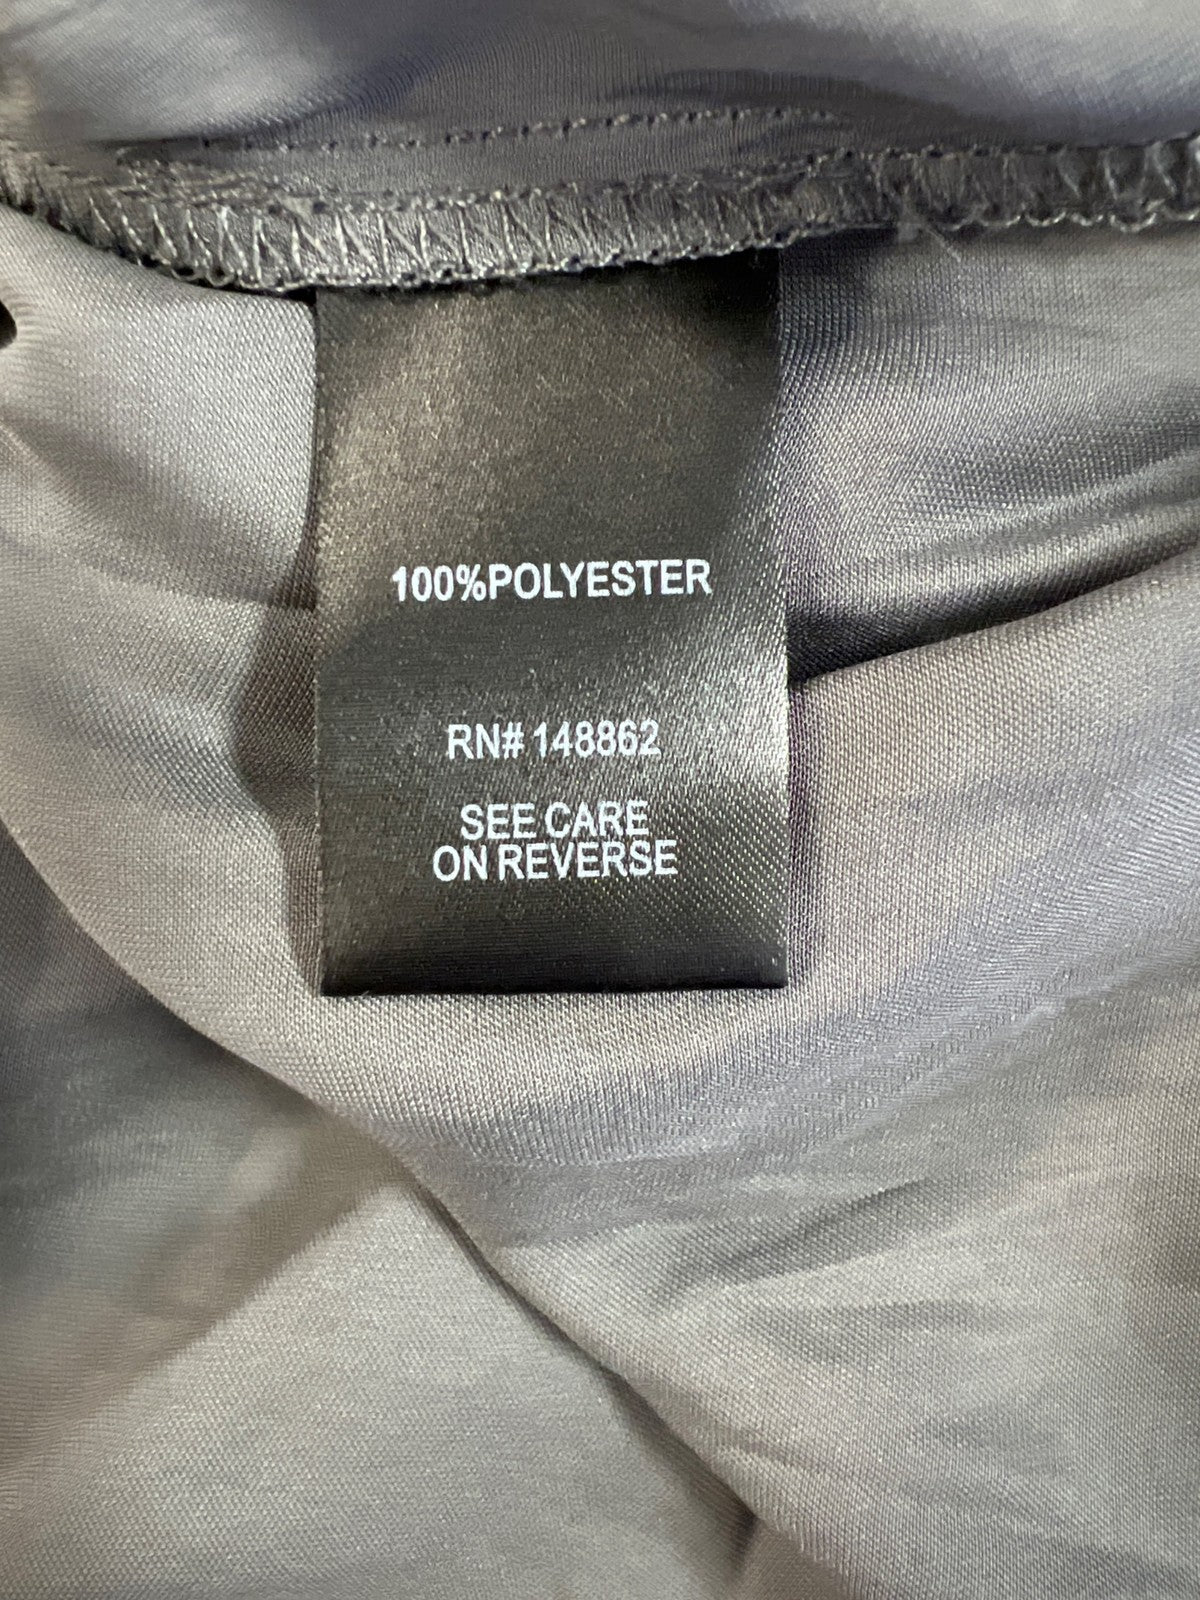 100%POLYESTER
RN# 148862
SEE CARE
ON REVERSE